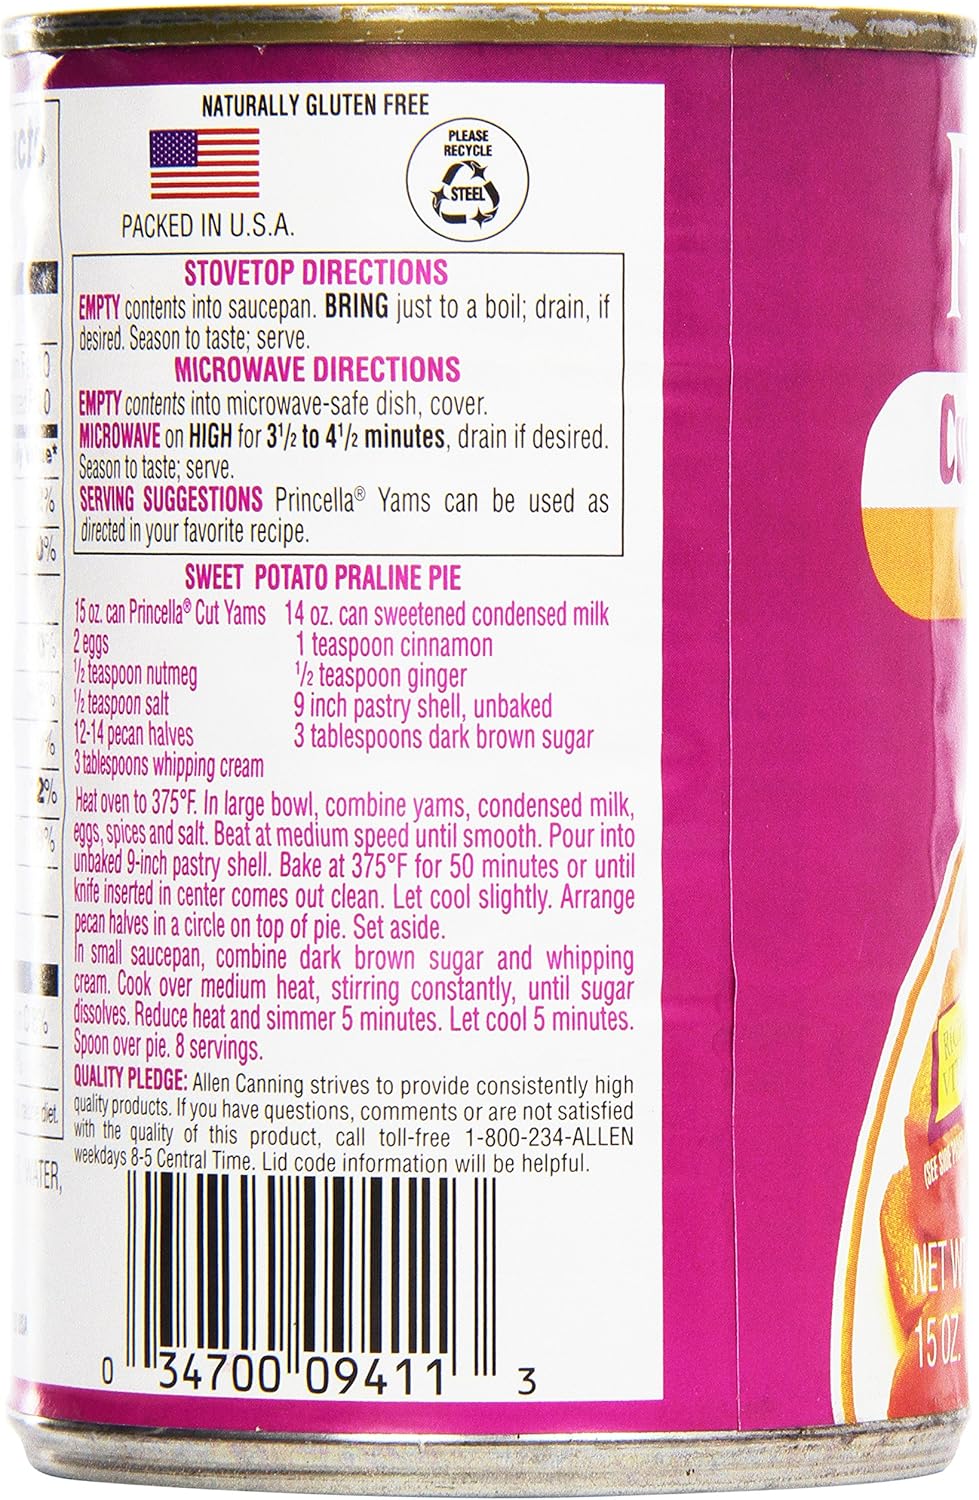 NATURALLY GLUTEN FREE
PLEASE
RECYCLE
STEEL
PACKED IN U.S.A.
STOVETOP DIRECTIONS
EMPTY contents into saucepan. BRING just to a boil; drain, if
desired. Season to taste; serve.
MICROWAVE DIRECTIONS
EMPTY contents into microwave-safe dish, cover.
MICROWAVE on HIGH for 3½ to 4½ minutes, drain if desired.
Season to taste; serve.
SERVING SUGGESTIONS Princella® Yams can be used as
directed in your favorite recipe.
SWEET POTATO PRALINE PIE
15 oz. can Princella® Cut Yams 14 oz. can sweetened condensed milk
2 eggs 1 teaspoon cinnamon
½ teaspoon nutmeg ½ teaspoon ginger
½ teaspoon salt 9 inch pastry shell, unbaked
12-14 pecan halves 3 tablespoons dark brown sugar
3 tablespoons whipping cream
Heat oven to 375°F. In large bowl, combine yams, condensed milk,
eggs, spices and salt. Beat at medium speed until smooth. Pour into
unbaked 9-inch pastry shell. Bake at 375°F for 50 minutes or until
knife inserted in center comes out clean. Let cool slightly. Arrange
pecan halves in a circle on top of pie. Set aside.
In small saucepan, combine dark brown sugar and whipping
cream. Cook over medium heat, stirring constantly, until sugar
dissolves. Reduce heat and simmer 5 minutes. Let cool 5 minutes.
Spoon over pie. 8 servings.
QUALITY PLEDGE: Allen Canning strives to provide consistently high
quality products. If you have questions, comments or are not satisfied
with the quality of this product, call toll-free 1-800-234-ALLEN
weekdays 8-5 Central Time. Lid code information will be helpful.
0 34700 09411 3
diet.
(SEE SIDE
NET W
15 OZ.